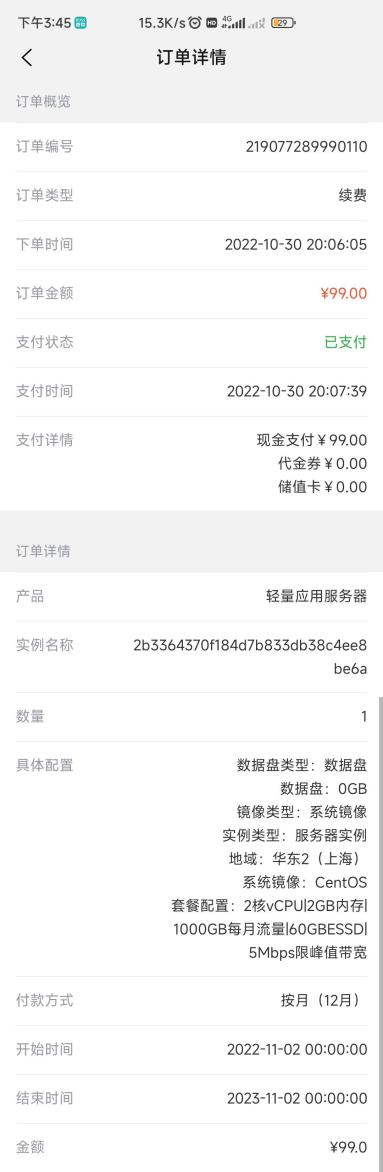 下午3:45
15.3K/s HD 4G 29
订单详情
订单概览
订单编号 219077289990110
订单类型 续费
下单时间 2022-10-30 20:06:05
订单金额 ¥99.00
支付状态 已支付
支付时间 2022-10-30 20:07:39
支付详情 现金支付¥99.00
代金券¥0.00
储值卡¥0.00
订单详情
产品 轻量应用服务器
实例名称 2b3364370f184d7b833db38c4ee8
be6a
数量 1
具体配置 数据盘类型：数据盘
数据盘：0GB
镜像类型：系统镜像
实例类型：服务器实例
地域：华东2（上海）
系统镜像：CentOS
套餐配置：2核vCPU|2GB内存|
1000GB每月流量|60GBESSD|
5Mbps限峰值带宽
付款方式 按月（12月）
开始时间 2022-11-02 00:00:00
结束时间 2023-11-02 00:00:00
金额 ¥99.0